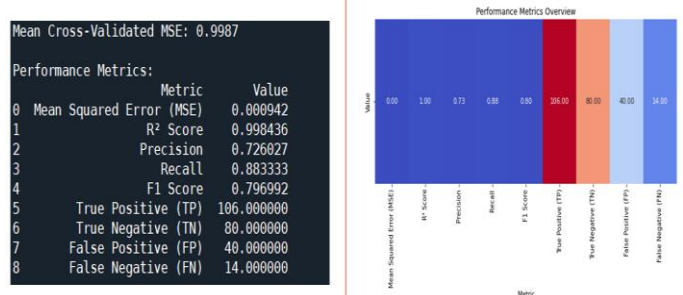 Mean Cross-Validated MSE: 0.9987
Performance Metrics:
Metric Value
0 Mean Squared Error (MSE) 0.000942
1 R² Score 0.998436
2 Precision 0.726027
3 Recall 0.883333
4 F1 Score 0.796992
5 True Positive (TP) 106.000000
6 True Negative (TN) 80.000000
7 False Positive (FP) 40.000000
8 False Negative (FN) 14.000000
Performance Metrics Overview
Value
0.00 1.00 0.73 0.88 0.80 106.00 80.00 40.00 14.00
Mean Squared Error (MSE)
R² Score
Precision
Recall
F1 Score
True Positive (TP)
True Negative (TN)
False Positive (FP)
False Negative (FN)
Metric